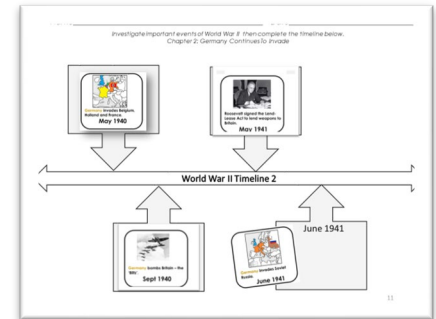 Investigate important events of World War II then complete the timeline below.
Chapter 2: Germany Continues to Invade
Germany invades Belgium,
Holland and France.
May 1940
Roosevelt signed the Lend-
Lease Act to lend weapons to
Britain.
May 1941
World War II Timeline 2
Germany bombs Britain – the
'Blitz'.
Sept 1940
June 1941
Germany invades Soviet
Russia.
June 1941
11